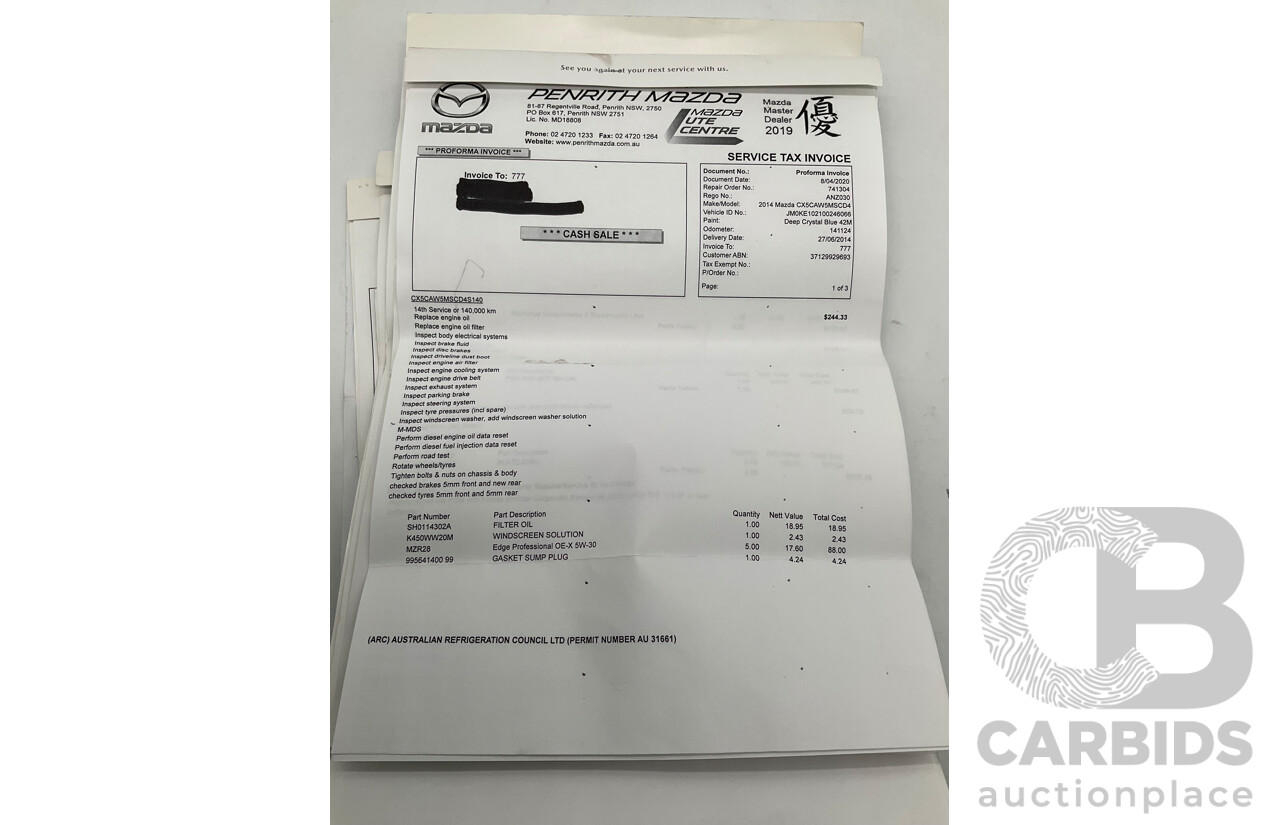 See you again at your next service with us.
PENRITH MAZDA
81-87 Regentville Road, Penrith NSW, 2750
PO Box 617, Penrith NSW 2751
Lic. No. MD18808
Phone: 02 4720 1233 Fax: 02 4720 1264
Website: www.penrithmazda.com.au
mazda
MAZDA
UTE
CENTRE
Mazda
Master
Dealer
2019
優
*** PROFORMA INVOICE ***
SERVICE TAX INVOICE
Invoice To: 777
*** CASH SALE ***
Document No.: Proforma Invoice
Document Date: 8/04/2020
Repair Order No.: 741304
Rego No.: ANZ030
Make/Model: 2014 Mazda CX5CAW5MSCD4
Vehicle ID No.: JM0KE102100246066
Paint: Deep Crystal Blue 42M
Odometer: 141124
Delivery Date: 27/06/2014
Invoice To: 777
Customer ABN: 37129929693
Tax Exempt No.:
P/Order No.:
Page: 1 of 3
CX5CAW5MSCD4S140
14th Service or 140,000 km $244.33
Replace engine oil
Replace engine oil filter
Inspect body electrical systems
Inspect brake fluid
Inspect disc brakes
Inspect driveline dust boot
Inspect engine air filter
Inspect engine cooling system
Inspect engine drive belt
Inspect exhaust system
Inspect parking brake
Inspect steering system
Inspect tyre pressures (incl spare)
Inspect windscreen washer, add windscreen washer solution
M-MDS
Perform diesel engine oil data reset
Perform diesel fuel injection data reset
Perform road test
Rotate wheels/tyres
Tighten bolts & nuts on chassis & body
checked brakes 5mm front and new rear
checked tyres 5mm front and 5mm rear
Part Number Part Description Quantity Nett Value Total Cost
SH0114302A FILTER OIL 1.00 18.95 18.95
K450WW20M WINDSCREEN SOLUTION 1.00 2.43 2.43
MZR28 Edge Professional OE-X 5W-30 5.00 17.60 88.00
995641400 99 GASKET SUMP PLUG 1.00 4.24 4.24
(ARC) AUSTRALIAN REFRIGERATION COUNCIL LTD (PERMIT NUMBER AU 31661)
CB
CARBIDS
auctionplace